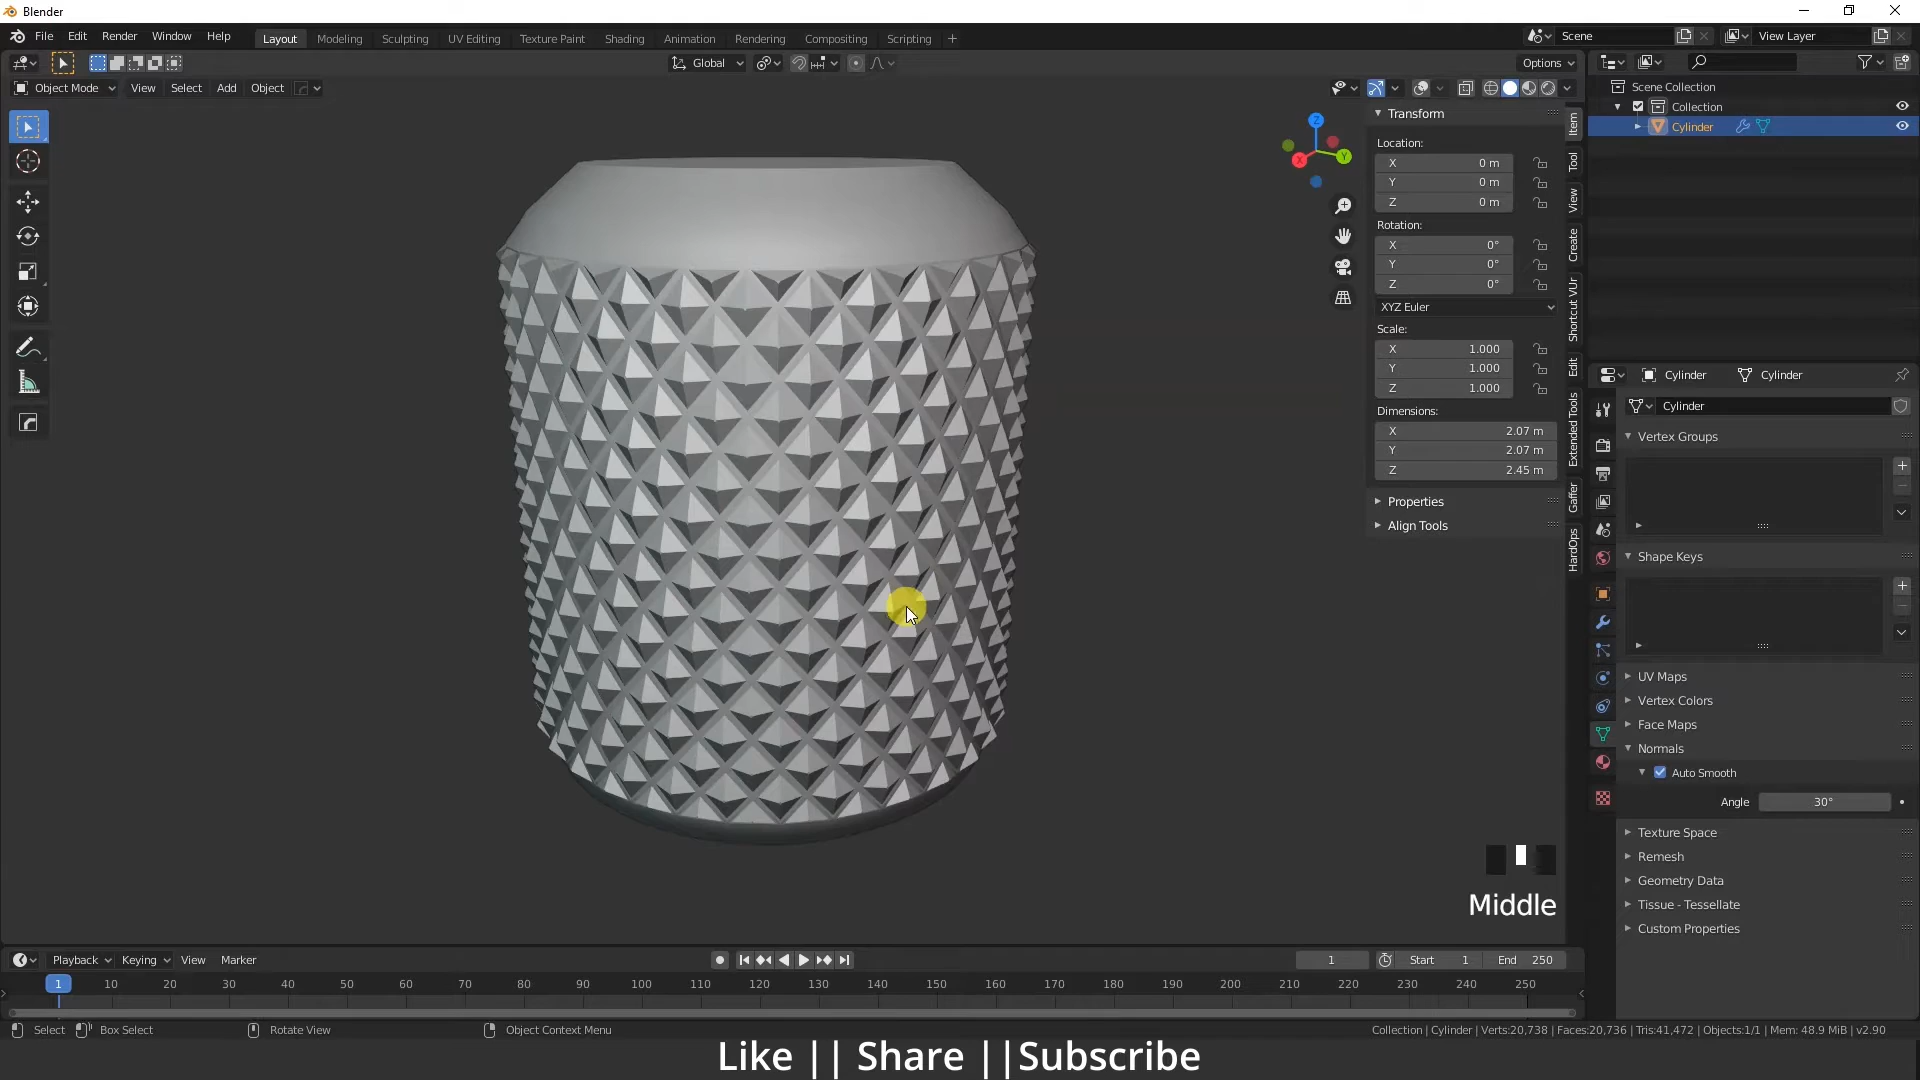 Blender
File Edit Render Window Help Layout Modeling Sculpting UV Editing Texture Paint Shading Animation Rendering Compositing Scripting + Scene View Layer
Global Options
Object Mode View Select Add Object
Scene Collection
Collection
Cylinder
Z
Y
X
Transform
Location:
X 0 m
Y 0 m
Z 0 m
Rotation:
X 0°
Y 0°
Z 0°
XYZ Euler
Scale:
X 1.000
Y 1.000
Z 1.000
Dimensions:
X 2.07 m
Y 2.07 m
Z 2.45 m
Properties
Align Tools
Item
Tool
View
Create
Shortcut VUr
Edit
Extended Tools
Gaffer
HardOps
Cylinder Cylinder
Cylinder
Vertex Groups
Shape Keys
UV Maps
Vertex Colors
Face Maps
Normals
Auto Smooth
Angle 30°
Texture Space
Remesh
Geometry Data
Tissue - Tessellate
Custom Properties
Middle
Playback Keying View Marker 1 Start 1 End 250
1 10 20 30 40 50 60 70 80 90 100 110 120 130 140 150 160 170 180 190 200 210 220 230 240 250
Select Box Select Rotate View Object Context Menu Collection | Cylinder | Verts:20,738 | Faces:20,736 | Tris:41,472 | Objects:1/1 | Mem: 48.9 MiB | v2.90
Like || Share ||Subscribe